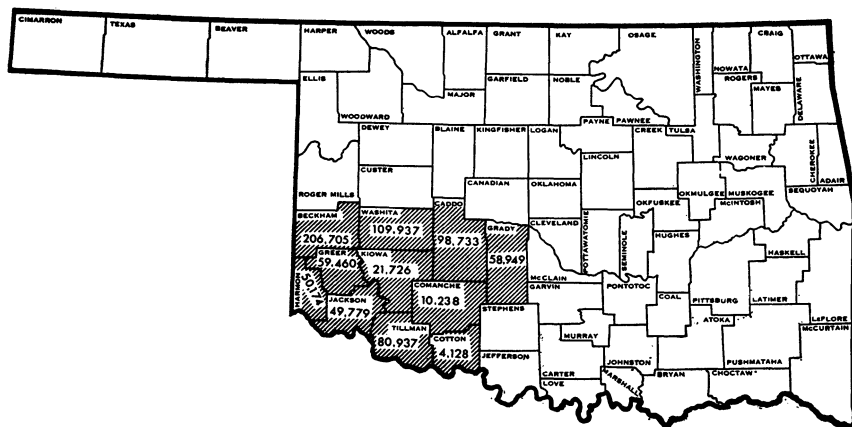 CIMARRON
TEXAS
BEAVER
HARPER
WOODS
ALFALFA
GRANT
KAY
OSAGE
WASHINGTON
NOWATA
CRAIG
OTTAWA
ROGERS
MAYES
DELAWARE
ELLIS
WOODWARD
MAJOR
GARFIELD
NOBLE
PAYNE
PAWNEE
DEWEY
BLAINE
KINGFISHER
LOGAN
CREEK
TULSA
WAGONER
CHEROKEE
ADAIR
LINCOLN
CUSTER
CANADIAN
OKLAHOMA
OKMULGEE
MUSKOGEE
SEQUOYAH
ROGER MILLS
OKFUSKEE
McINTOSH
BECKHAM
206,705
WASHITA
109,937
CADDO
98,733
GRADY
58,949
CLEVELAND
POTTAWATOMIE
SEMINOLE
HUGHES
HASKELL
GREER
59,460
KIOWA
21,726
McCLAIN
PONTOTOC
PITTSBURG
LATIMER
LeFLORE
HARMON
50,174
JACKSON
49,779
COMANCHE
10,238
STEPHENS
GARVIN
COAL
ATOKA
McCURTAIN
TILLMAN
80,937
COTTON
4,128
JEFFERSON
MURRAY
JOHNSTON
PUSHMATAHA
CARTER
LOVE
MARSHALL
BRYAN
CHOCTAW